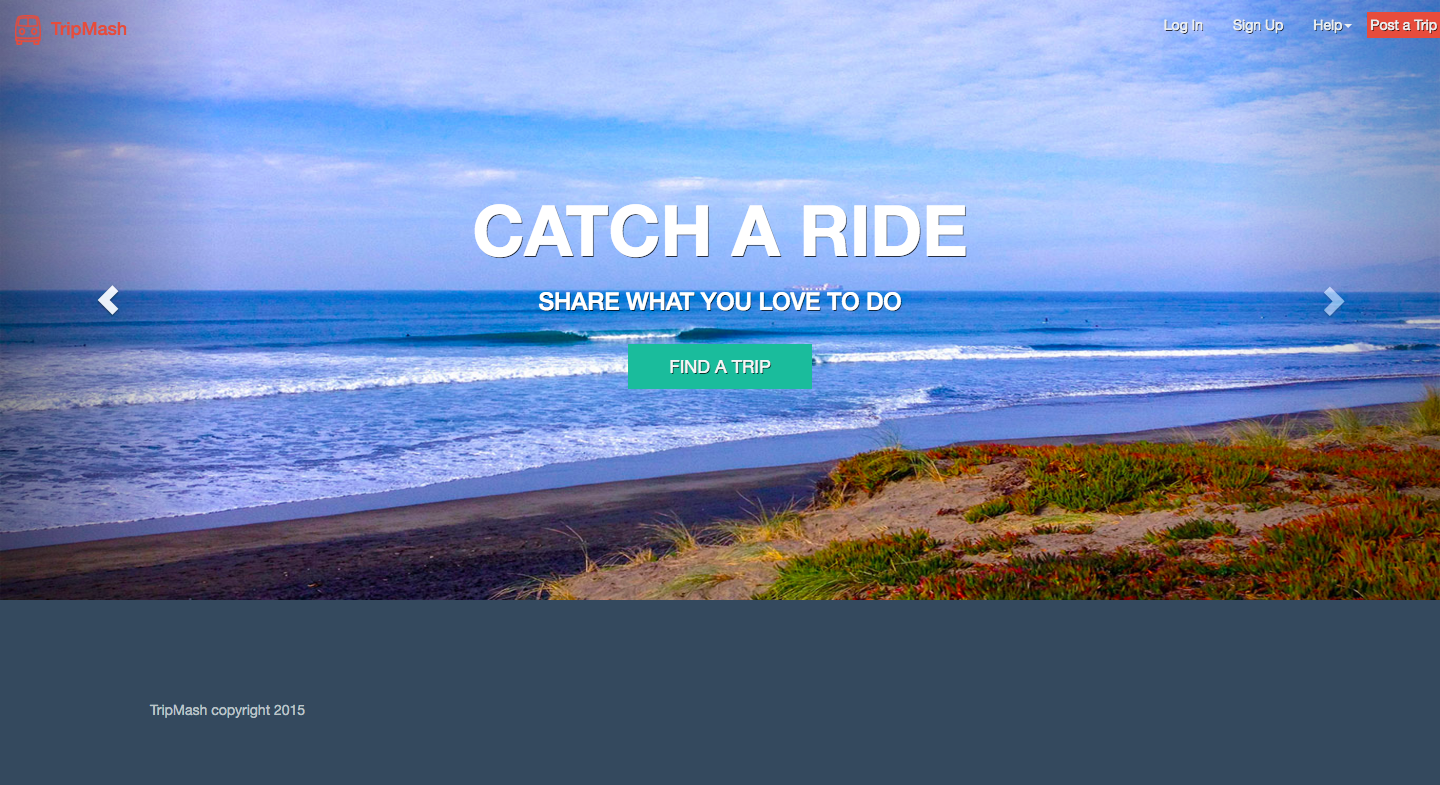 TripMash
Log In
Sign Up
Help
Post a Trip
CATCH A RIDE
SHARE WHAT YOU LOVE TO DO
FIND A TRIP
TripMash copyright 2015